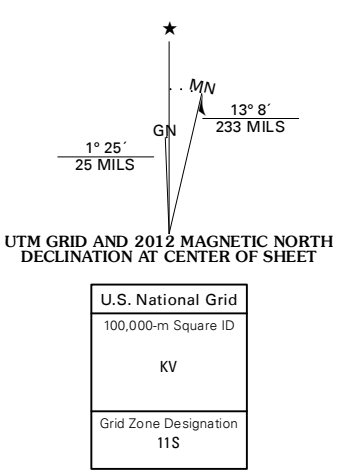 ★
MN
GN
13° 8´
233 MILS
1° 25´
25 MILS
UTM GRID AND 2012 MAGNETIC NORTH
DECLINATION AT CENTER OF SHEET
U.S. National Grid
100,000-m Square ID
KV
Grid Zone Designation
11S